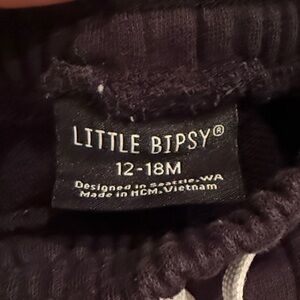 LITTLE BIPSY®
12-18M
Designed in Seattle, WA
Made in HCM, Vietnam